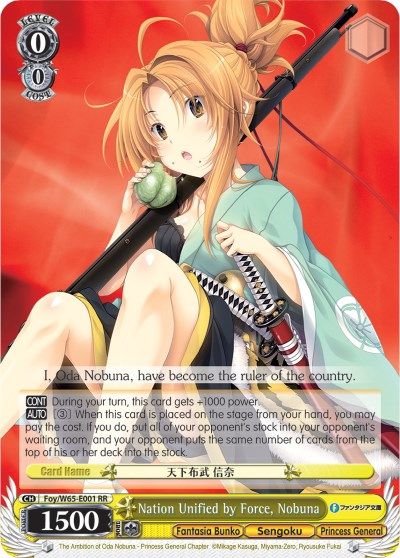 LEVEL
0
0
COST
I, Oda Nobuna, have become the ruler of the country.
CONT During your turn, this card gets +1000 power.
AUTO [③] When this card is placed on the stage from your hand, you may
pay the cost. If you do, put all of your opponent's stock into your opponent's
waiting room, and your opponent puts the same number of cards from the
top of his or her deck into the stock.
Card Name 天下布武 信奈
CH Foy/W65-E001 RR
Nation Unified by Force, Nobuna
ファンタジア文庫
POWER 1500 SOUL
Fantasia Bunko Sengoku Princess General
The Ambition of Oda Nobuna - Princess General Chapter ©Mikage Kasuga, Miyama-Zero, Ryousuke Fukai